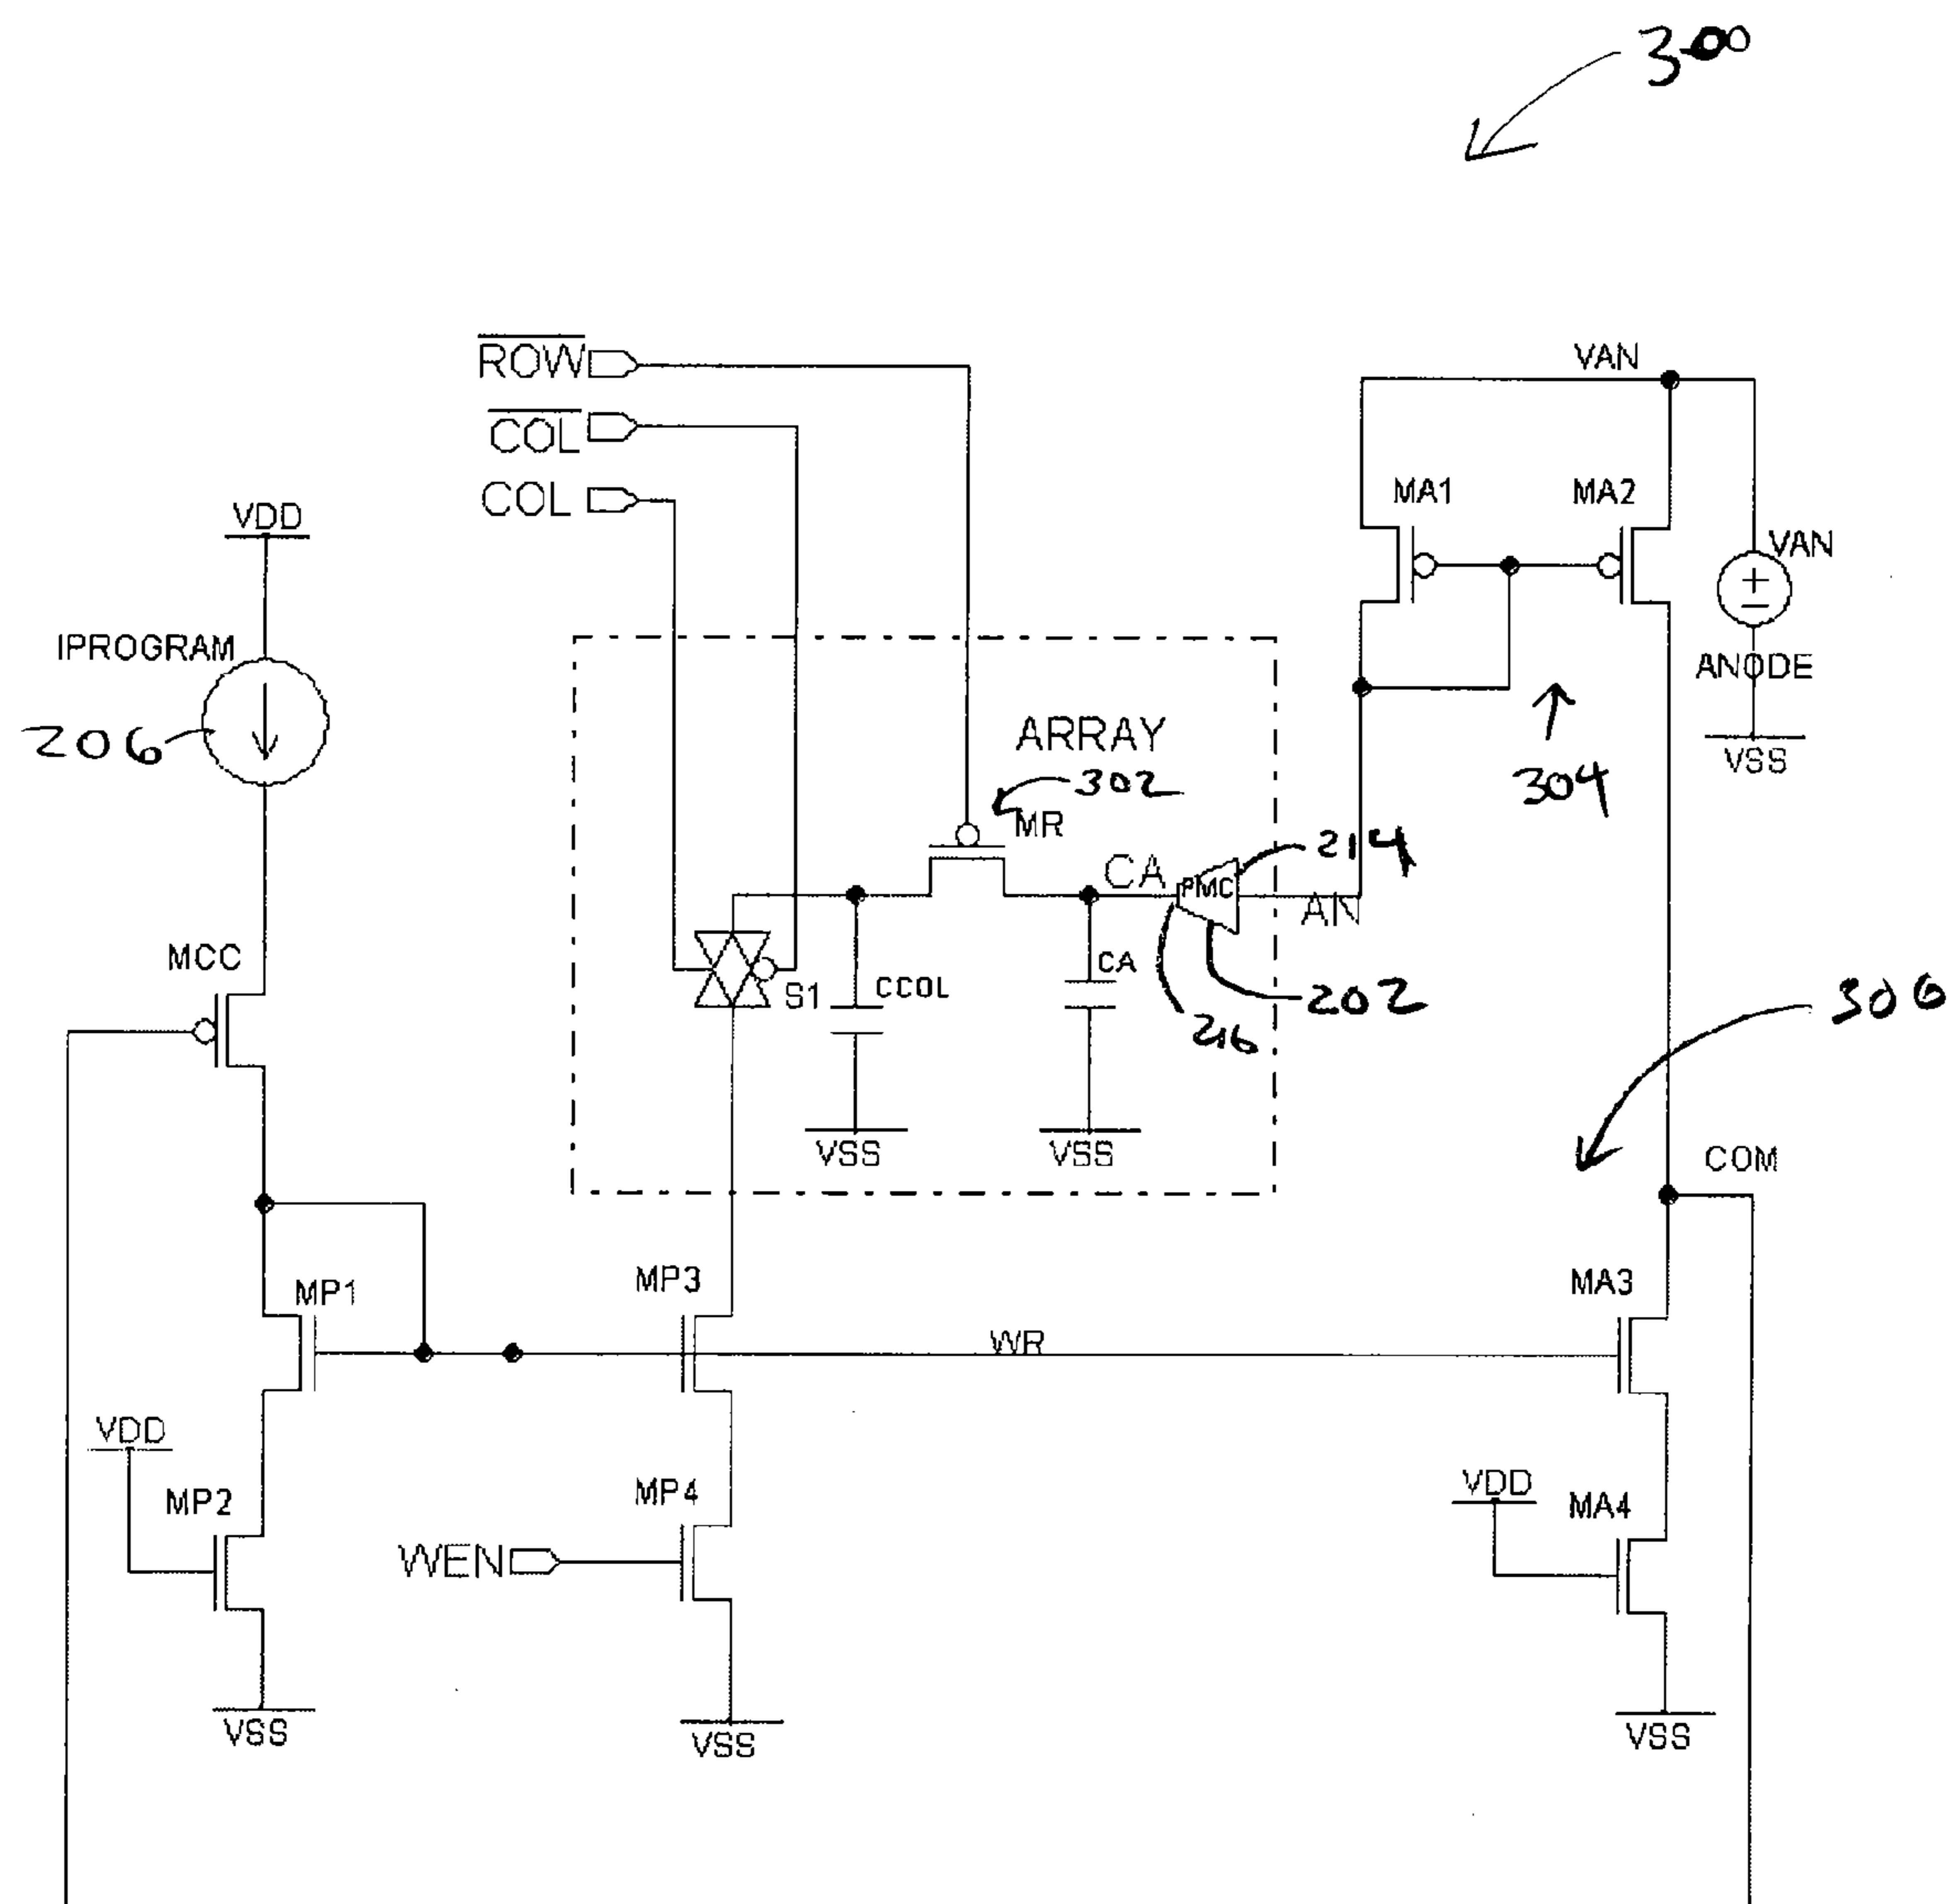 300
ROW
VAN
COL
COL
MA1
MA2
VDD
VAN
IPROGRAM
ANODE
206
ARRAY
VSS
302
304
MR
214
CA
PMC
AN
MCC
CA
S1
CCOL
202
306
216
VSS
VSS
COM
MP3
MA3
MP1
WR
VDD
MP4
VDD
MP2
MA4
WEN
VSS
VSS
VSS